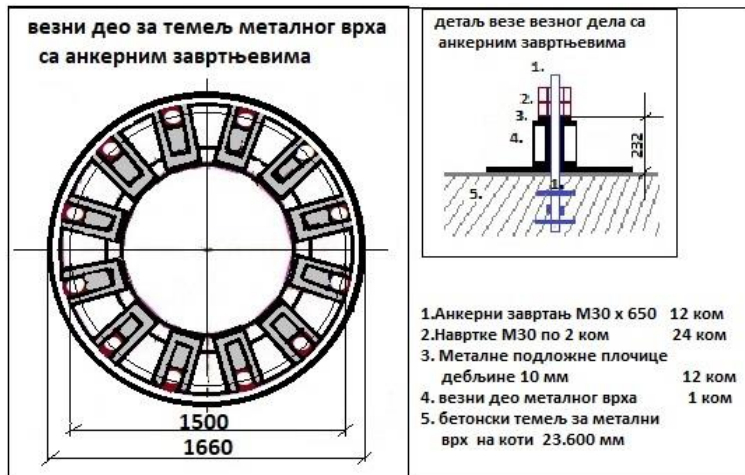 везни део за темељ металног врха
са анкерним завртњевима
1500
1660
детаљ везе везног дела са
анкерним завртњевима
1.
2.
3.
4.
1.
5.
232
1.Анкерни завртањ М30 x 650 12 ком
2.Навртке М30 по 2 ком 24 ком
3. Металне подложне плочице
дебљине 10 мм 12 ком
4. везни део металног врха 1 ком
5. бетонски темељ за метални
врх на коти 23.600 мм